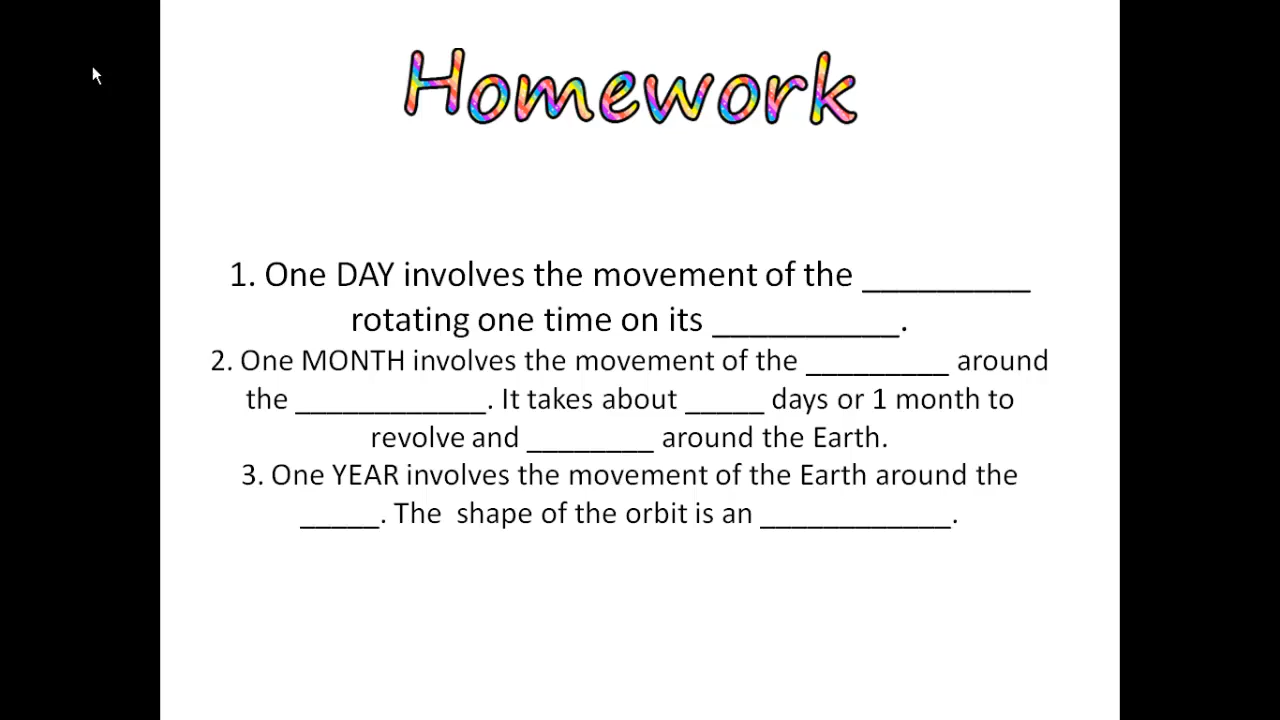 Homework
1. One DAY involves the movement of the _________
rotating one time on its __________.
2. One MONTH involves the movement of the _________ around
the ____________. It takes about _____ days or 1 month to
revolve and ________ around the Earth.
3. One YEAR involves the movement of the Earth around the
_____. The  shape of the orbit is an ____________.